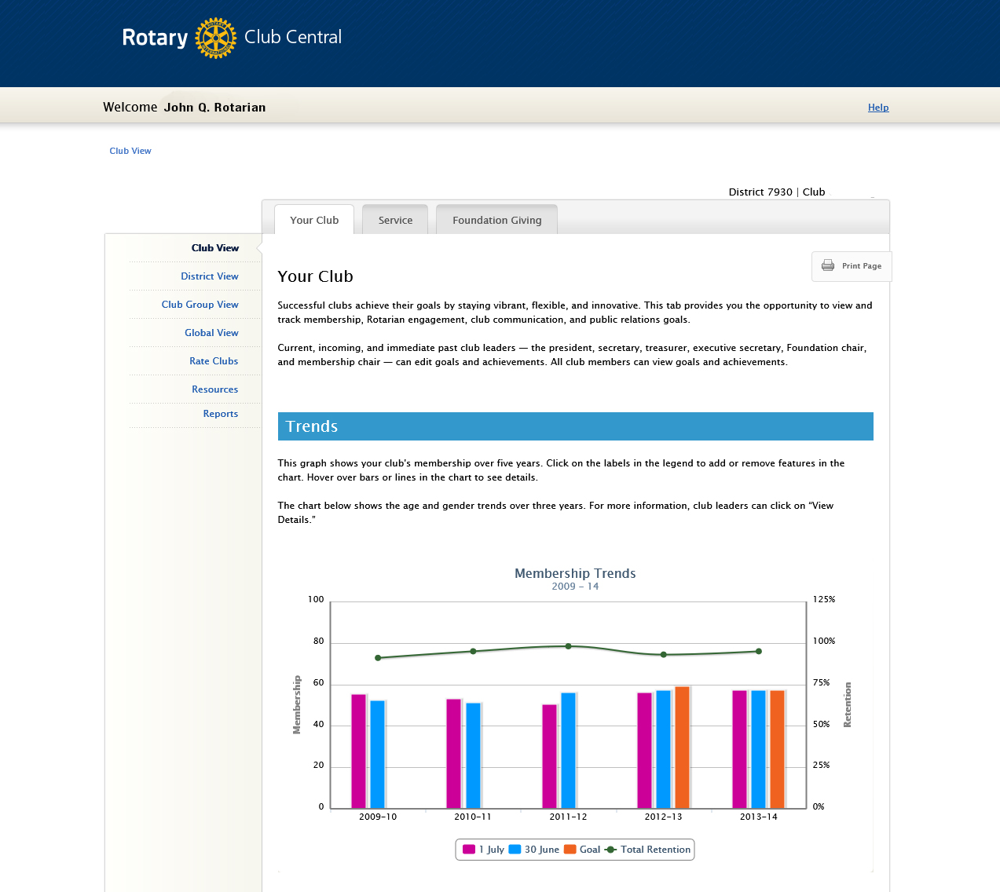 Rotary Club Central
Welcome John Q. Rotarian
Help
Club View
District 7930 | Club
Your Club
Service
Foundation Giving
Club View
District View
Club Group View
Global View
Rate Clubs
Resources
Reports
Print Page
Your Club
Successful clubs achieve their goals by staying vibrant, flexible, and innovative. This tab provides you the opportunity to view and
track membership, Rotarian engagement, club communication, and public relations goals.
Current, incoming, and immediate past club leaders — the president, secretary, treasurer, executive secretary, Foundation chair,
and membership chair — can edit goals and achievements. All club members can view goals and achievements.
Trends
This graph shows your club's membership over five years. Click on the labels in the legend to add or remove features in the
chart. Hover over bars or lines in the chart to see details.
The chart below shows the age and gender trends over three years. For more information, club leaders can click on “View
Details.”
Membership Trends
2009 - 14
100
80
60
40
20
0
Membership
125%
100%
75%
50%
25%
0%
Retention
2009-10
2010-11
2011-12
2012-13
2013-14
1 July
30 June
Goal
Total Retention